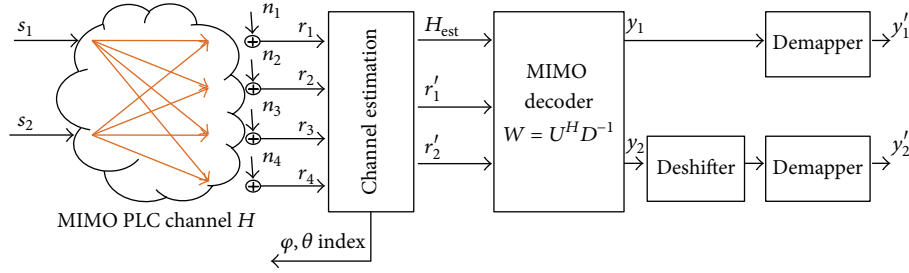 s₁
s₂
MIMO PLC channel H
n₁
n₂
n₃
n₄
r₁
r₂
r₃
r₄
Channel estimation
φ, θ index
H_est
r′₁
r′₂
MIMO
decoder
W = U^H D⁻¹
y₁
y₂
Deshifter
Demapper
Demapper
y′₁
y′₂